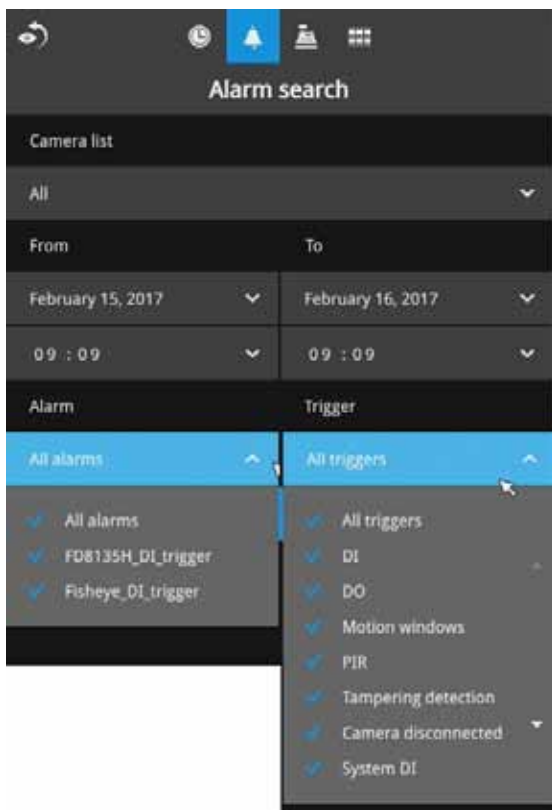 Alarm search
Camera list
All
From To
February 15, 2017 February 16, 2017
09 : 09 09 : 09
Alarm Trigger
All alarms All triggers
All alarms
FD8135H_DI_trigger
Fisheye_DI_trigger
All triggers
DI
DO
Motion windows
PIR
Tampering detection
Camera disconnected
System DI